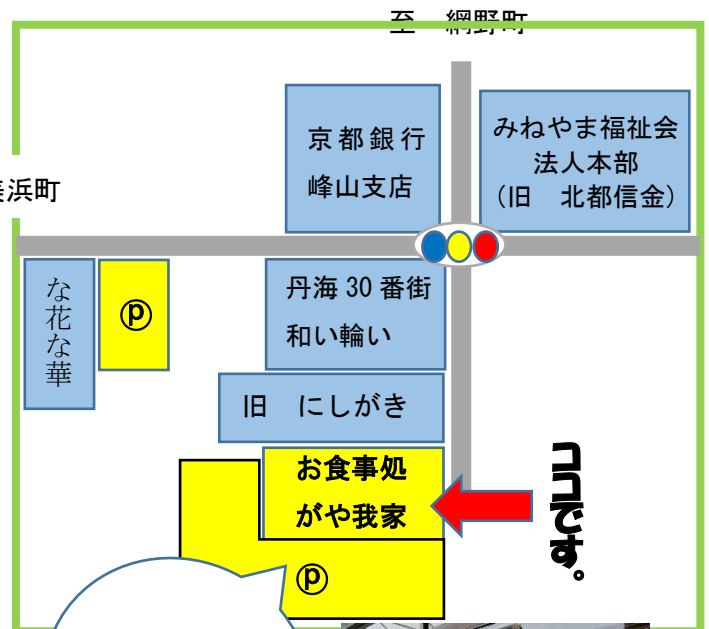 至　網野町
京都銀行
峰山支店
みねやま福祉会
法人本部
(旧　北都信金)
美浜町
な花な華
ⓟ
丹海 30 番街
和い輪い
旧　にしがき
お食事処
がや我家
ココです。
ⓟ